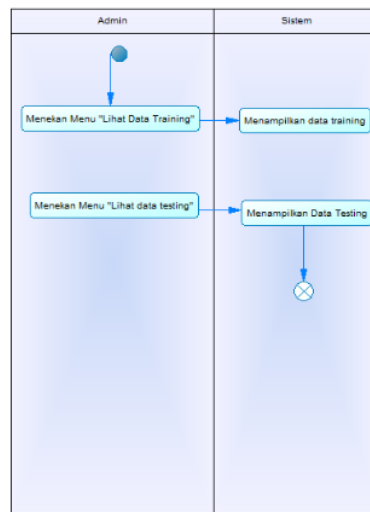 Admin
Sistem
Menekan Menu "Lihat Data Training"
Menampilkan data training
Menekan Menu "Lihat data testing"
Menampilkan Data Testing